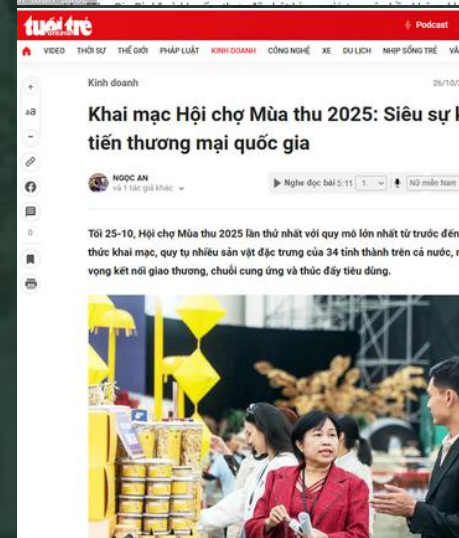 tuổi trẻ
online
Podcast
VIDEO THỜI SỰ THẾ GIỚI PHÁP LUẬT KINH DOANH CÔNG NGHỆ XE DU LỊCH NHỊP SỐNG TRẺ
Kinh doanh
26/10/
Khai mạc Hội chợ Mùa thu 2025: Siêu sự
tiến thương mại quốc gia
NGỌC AN
và 1 tác giả khác
Nghe đọc bài 5:11 1. Nữ miền Nam
+
aA
-
0
Tối 25-10, Hội chợ Mùa thu 2025 lần thứ nhất với quy mô lớn nhất từ trước đến
thức khai mạc, quy tụ nhiều sản vật đặc trưng của 34 tỉnh thành trên cả nước,
vọng kết nối giao thương, chuỗi cung ứng và thúc đẩy tiêu dùng.